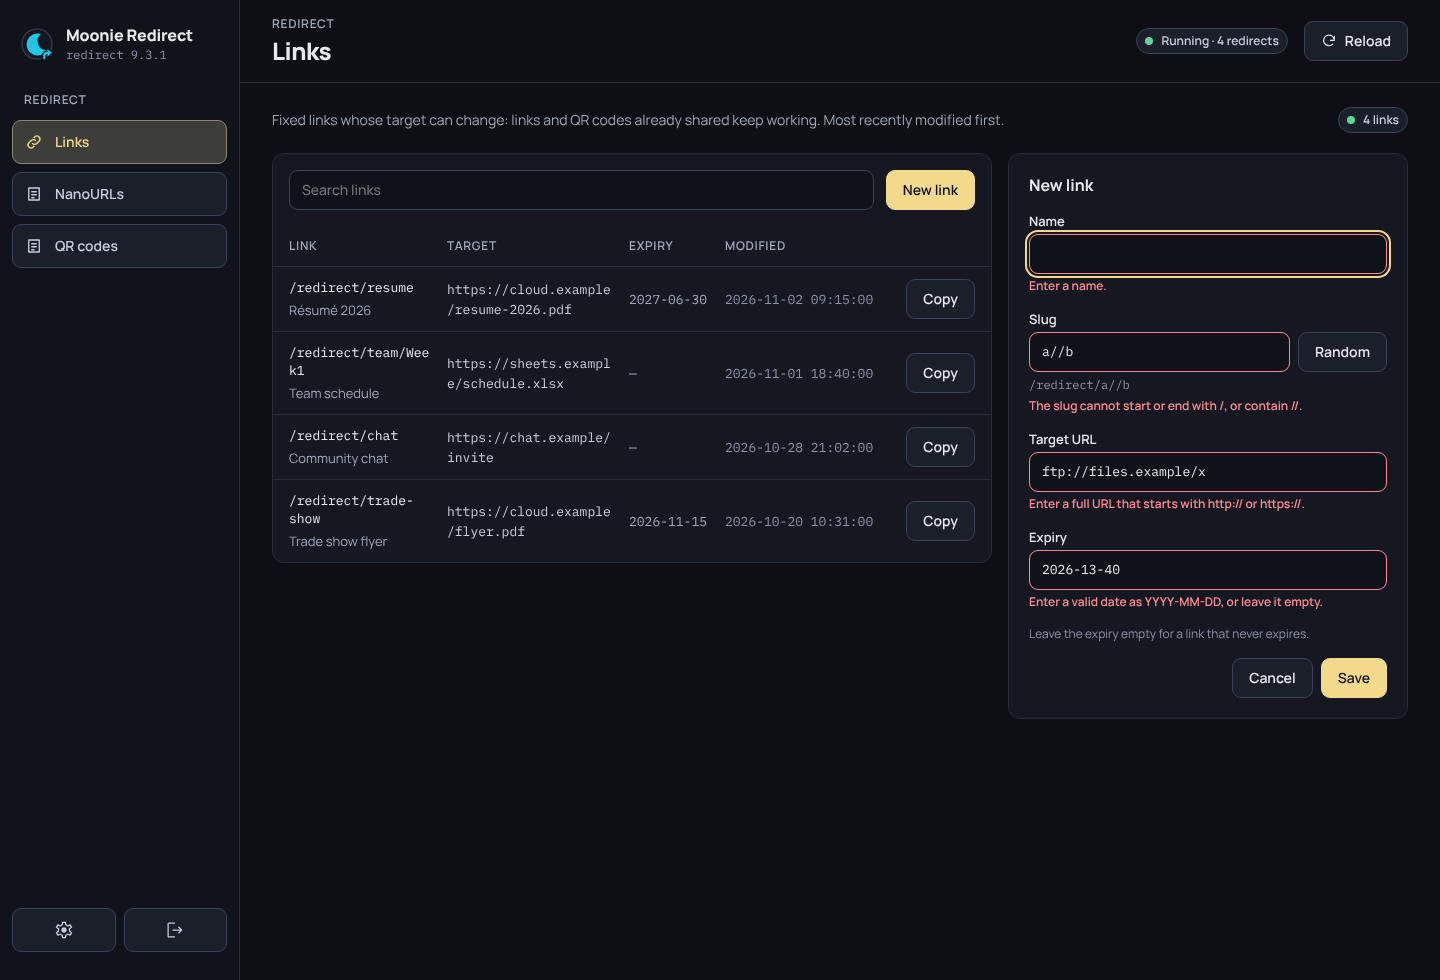 Moonie Redirect
redirect 9.3.1
REDIRECT
Links
NanoURLs
QR codes
REDIRECT
Links
Running · 4 redirects
Reload
Fixed links whose target can change: links and QR codes already shared keep working. Most recently modified first.
4 links
Search links
New link
LINK TARGET EXPIRY MODIFIED
/redirect/resume
Résumé 2026
https://cloud.example
/resume-2026.pdf
2027-06-30
2026-11-02 09:15:00
Copy
/redirect/team/Wee
k1
Team schedule
https://sheets.exampl
e/schedule.xlsx
—
2026-11-01 18:40:00
Copy
/redirect/chat
Community chat
https://chat.example/
invite
—
2026-10-28 21:02:00
Copy
/redirect/trade-
show
Trade show flyer
https://cloud.example
/flyer.pdf
2026-11-15
2026-10-20 10:31:00
Copy
New link
Name
Enter a name.
Slug
a//b
Random
/redirect/a//b
The slug cannot start or end with /, or contain //.
Target URL
ftp://files.example/x
Enter a full URL that starts with http:// or https://.
Expiry
2026-13-40
Enter a valid date as YYYY-MM-DD, or leave it empty.
Leave the expiry empty for a link that never expires.
Cancel
Save